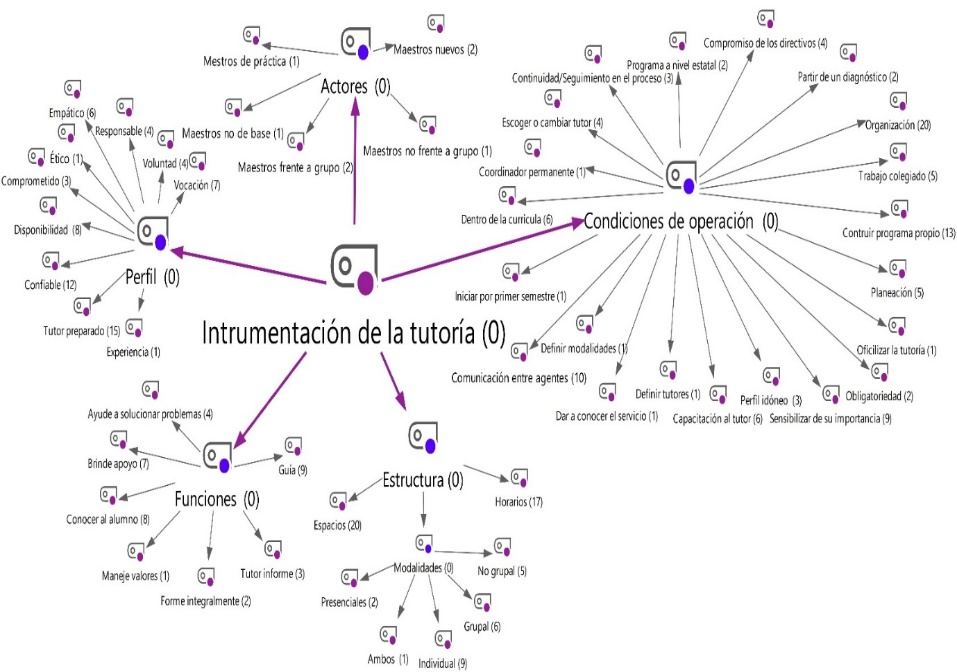 Maestros nuevos (2)
Mestros de práctica (1)
Actores (0)
Maestros no de base (1)
Maestros frente a grupo (2)
Maestros no frente a grupo (1)
Compromiso de los directivos (4)
Programa a nivel estatal (2)
Continuidad/Seguimiento en el proceso (3)
Partir de un diagnóstico (2)
Escoger o cambiar tutor (4)
Organización (20)
Coordinador permanente (1)
Trabajo colegiado (5)
Dentro de la curricula (6)
Condiciones de operación (0)
Contruir programa propio (13)
Iniciar por primer semestre (1)
Planeación (5)
Definir modalidades (1)
Oficilizar la tutoría (1)
Comunicación entre agentes (10)
Obligatoriedad (2)
Definir tutores (1)
Perfil idóneo (3)
Dar a conocer el servicio (1)
Capacitación al tutor (6)
Sensibilizar de su importancia (9)
Empático (6)
Responsable (4)
Ético (1)
Voluntad (4)
Comprometido (3)
Vocación (7)
Disponibilidad (8)
Confiable (12)
Perfil (0)
Tutor preparado (15)
Experiencia (1)
Intrumentación de la tutoría (0)
Ayude a solucionar problemas (4)
Brinde apoyo (7)
Guía (9)
Funciones (0)
Conocer al alumno (8)
Maneje valores (1)
Tutor informe (3)
Forme integralmente (2)
Estructura (0)
Horarios (17)
Espacios (20)
Modalidades (0)
No grupal (5)
Presenciales (2)
Grupal (6)
Ambos (1)
Individual (9)